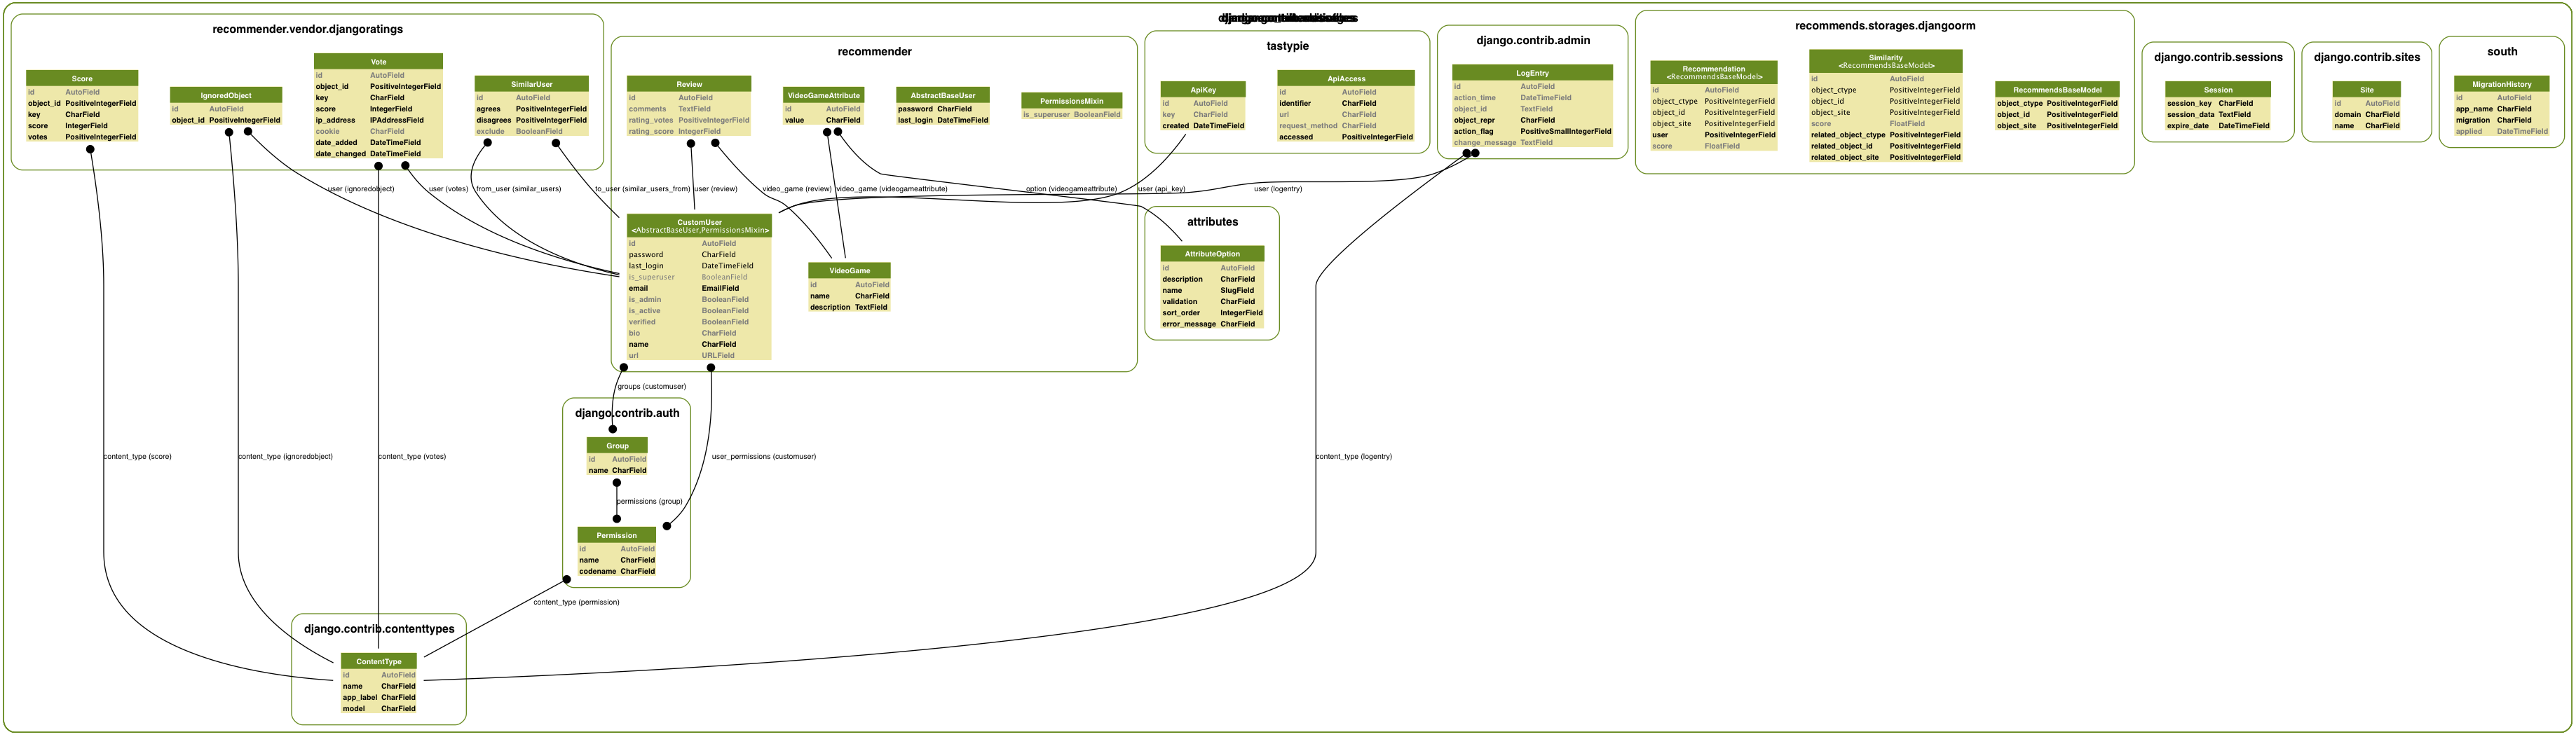 recommender.vendor.djangoratings
Score
id AutoField
object_id PositiveIntegerField
key CharField
score IntegerField
votes PositiveIntegerField
IgnoredObject
id AutoField
object_id PositiveIntegerField
Vote
id AutoField
object_id PositiveIntegerField
key CharField
score IntegerField
ip_address IPAddressField
cookie CharField
date_added DateTimeField
date_changed DateTimeField
SimilarUser
id AutoField
agrees PositiveIntegerField
disagrees PositiveIntegerField
exclude BooleanField
recommender
Review
id AutoField
comments TextField
rating_votes PositiveIntegerField
rating_score IntegerField
VideoGameAttribute
id AutoField
value CharField
AbstractBaseUser
password CharField
last_login DateTimeField
PermissionsMixin
is_superuser BooleanField
tastypie
ApiKey
id AutoField
key CharField
created DateTimeField
ApiAccess
id AutoField
identifier CharField
url CharField
request_method CharField
accessed PositiveIntegerField
django.contrib.admin
LogEntry
id AutoField
action_time DateTimeField
object_id TextField
object_repr CharField
action_flag PositiveSmallIntegerField
change_message TextField
recommends.storages.djangoorm
Recommendation
<RecommendsBaseModel>
id AutoField
object_ctype PositiveIntegerField
object_id PositiveIntegerField
object_site PositiveIntegerField
user PositiveIntegerField
score FloatField
Similarity
<RecommendsBaseModel>
id AutoField
object_ctype PositiveIntegerField
object_id PositiveIntegerField
object_site PositiveIntegerField
score FloatField
related_object_ctype PositiveIntegerField
related_object_id PositiveIntegerField
related_object_site PositiveIntegerField
RecommendsBaseModel
object_ctype PositiveIntegerField
object_id PositiveIntegerField
object_site PositiveIntegerField
django.contrib.sessions
Session
session_key CharField
session_data TextField
expire_date DateTimeField
django.contrib.sites
Site
id AutoField
domain CharField
name CharField
south
MigrationHistory
id AutoField
app_name CharField
migration CharField
applied DateTimeField
user (ignoredobject)
user (votes)
from_user (similar_users)
to_user (similar_users_from)
user (review)
video_game (review)
video_game (videogameattribute)
option (videogameattribute)
user (api_key)
user (logentry)
CustomUser
<AbstractBaseUser,PermissionsMixin>
id AutoField
password CharField
last_login DateTimeField
is_superuser BooleanField
email EmailField
is_admin BooleanField
is_active BooleanField
verified BooleanField
bio CharField
name CharField
url URLField
VideoGame
id AutoField
name CharField
description TextField
attributes
AttributeOption
id AutoField
description CharField
name SlugField
validation CharField
sort_order IntegerField
error_message CharField
groups (customuser)
django.contrib.auth
Group
id AutoField
name CharField
content_type (score)
content_type (ignoredobject)
content_type (votes)
user_permissions (customuser)
content_type (logentry)
permissions (group)
Permission
id AutoField
name CharField
codename CharField
content_type (permission)
django.contrib.contenttypes
ContentType
id AutoField
name CharField
app_label CharField
model CharField